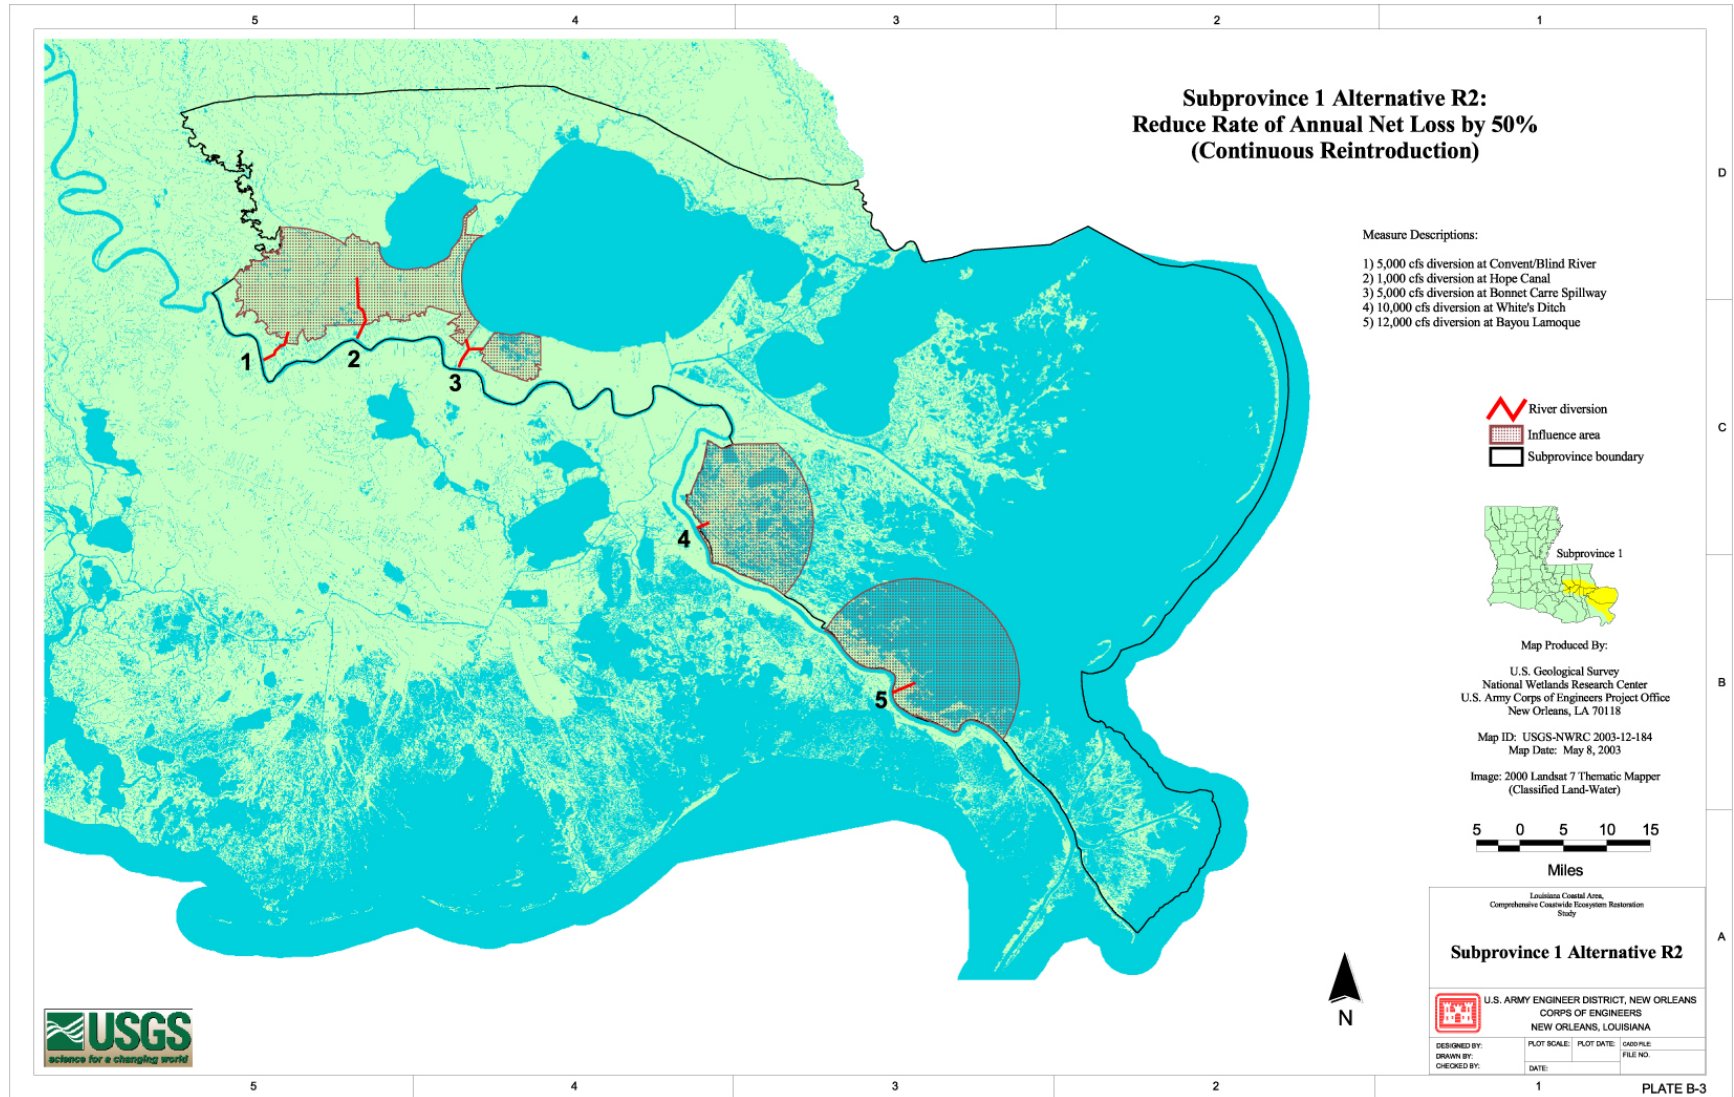 5 4 3 2 1
Subprovince 1 Alternative R2:
Reduce Rate of Annual Net Loss by 50%
(Continuous Reintroduction)
D
Measure Descriptions:
1) 5,000 cfs diversion at Convent/Blind River
2) 1,000 cfs diversion at Hope Canal
3) 5,000 cfs diversion at Bonnet Carre Spillway
4) 10,000 cfs diversion at White's Ditch
5) 12,000 cfs diversion at Bayou Lamoque
1
2
3
River diversion
Influence area
Subprovince boundary
C
4
5
Subprovince 1
Map Produced By:
U.S. Geological Survey
National Wetlands Research Center
U.S. Army Corps of Engineers Project Office
New Orleans, LA 70118
B
Map ID: USGS-NWRC 2003-12-184
Map Date: May 8, 2003
Image: 2000 Landsat 7 Thematic Mapper
(Classified Land-Water)
5 0 5 10 15
Miles
Louisiana Coastal Area,
Comprehensive Coastwide Ecosystem Restoration
Study
A
Subprovince 1 Alternative R2
N
U.S. ARMY ENGINEER DISTRICT, NEW ORLEANS
CORPS OF ENGINEERS
NEW ORLEANS, LOUISIANA
DESIGNED BY:
DRAWN BY:
CHECKED BY:
PLOT SCALE:
PLOT DATE:
CADD FILE:
FILE NO.
DATE:
USGS
science for a changing world
5 4 3 2 1
PLATE B-3